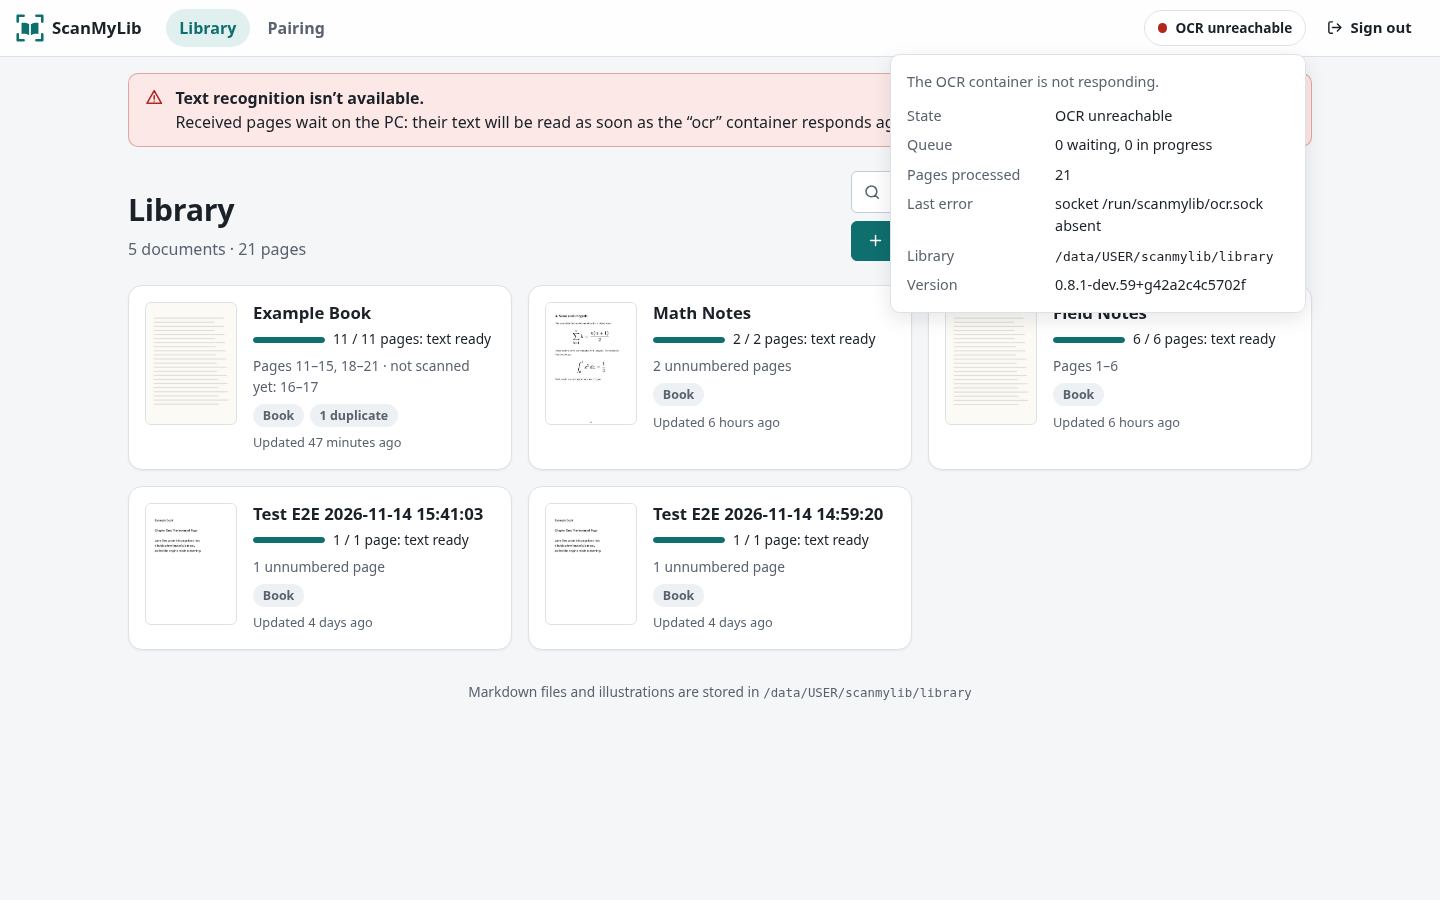 ScanMyLib
Library
Pairing
OCR unreachable
Sign out
The OCR container is not responding.
State OCR unreachable
Queue 0 waiting, 0 in progress
Pages processed 21
Last error socket /run/scanmylib/ocr.sock
absent
Library /data/USER/scanmylib/library
Version 0.8.1-dev.59+g42a2c4c5702f
Text recognition isn’t available.
Received pages wait on the PC: their text will be read as soon as the “ocr” container responds
Library
5 documents · 21 pages
Example Book
11 / 11 pages: text ready
Pages 11–15, 18–21 · not scanned
yet: 16–17
Book
1 duplicate
Updated 47 minutes ago
Math Notes
2 / 2 pages: text ready
2 unnumbered pages
Book
Updated 6 hours ago
Field Notes
6 / 6 pages: text ready
Pages 1–6
Book
Updated 6 hours ago
Test E2E 2026-11-14 15:41:03
1 / 1 page: text ready
1 unnumbered page
Book
Updated 4 days ago
Test E2E 2026-11-14 14:59:20
1 / 1 page: text ready
1 unnumbered page
Book
Updated 4 days ago
Markdown files and illustrations are stored in /data/USER/scanmylib/library